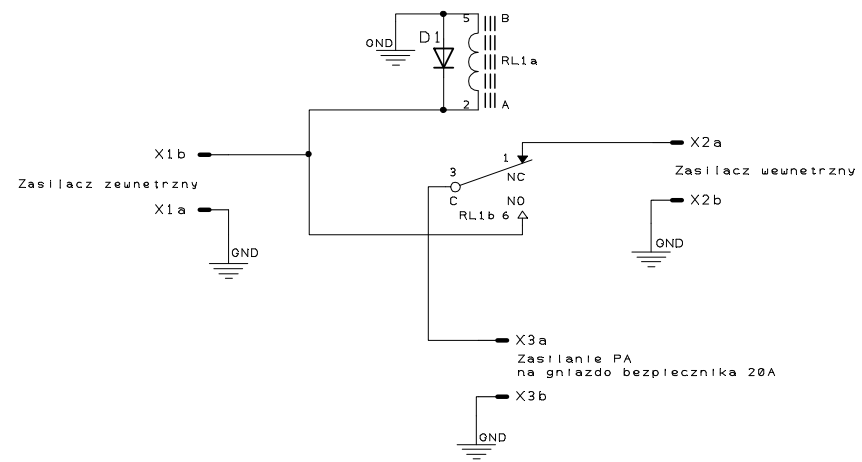 5 B
GND
D1
RL1a
2 A
X1b
Zasilacz zewnetrzny
X1a
GND
1
X2a
3
NC
Zasilacz wewnetrzny
C
NO
X2b
RL1b 6
GND
X3a
Zasilanie PA
na gniazdo bezpiecznika 20A
X3b
GND